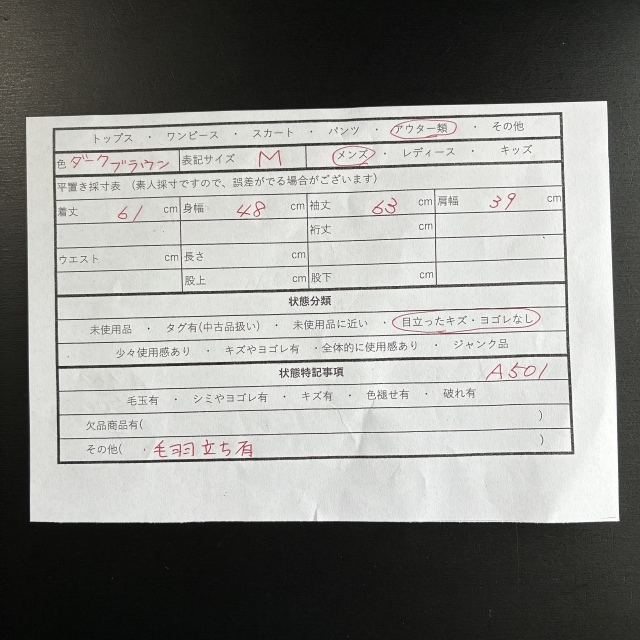 トップス ・ ワンピース ・ スカート ・ パンツ ・ アウター類 ・ その他
色 ダークブラウン 表記サイズ M メンズ ・ レディース ・ キッズ
平置き採寸表 (素人採寸ですので、誤差がでる場合がございます)
着丈 61 cm 身幅 48 cm 袖丈 63 cm 肩幅 39 cm
裄丈 cm
ウエスト cm 長さ cm
股上 cm 股下 cm
状態分類
未使用品 ・ タグ有(中古品扱い) ・ 未使用品に近い ・ 目立ったキズ・ヨゴレなし
少々使用感あり ・ キズやヨゴレ有 ・全体的に使用感あり ・ ジャンク品
状態特記事項 A501
毛玉有 ・ シミやヨゴレ有 ・ キズ有 ・ 色褪せ有 ・ 破れ有
欠品商品有( )
その他( ・毛羽立ち有 )